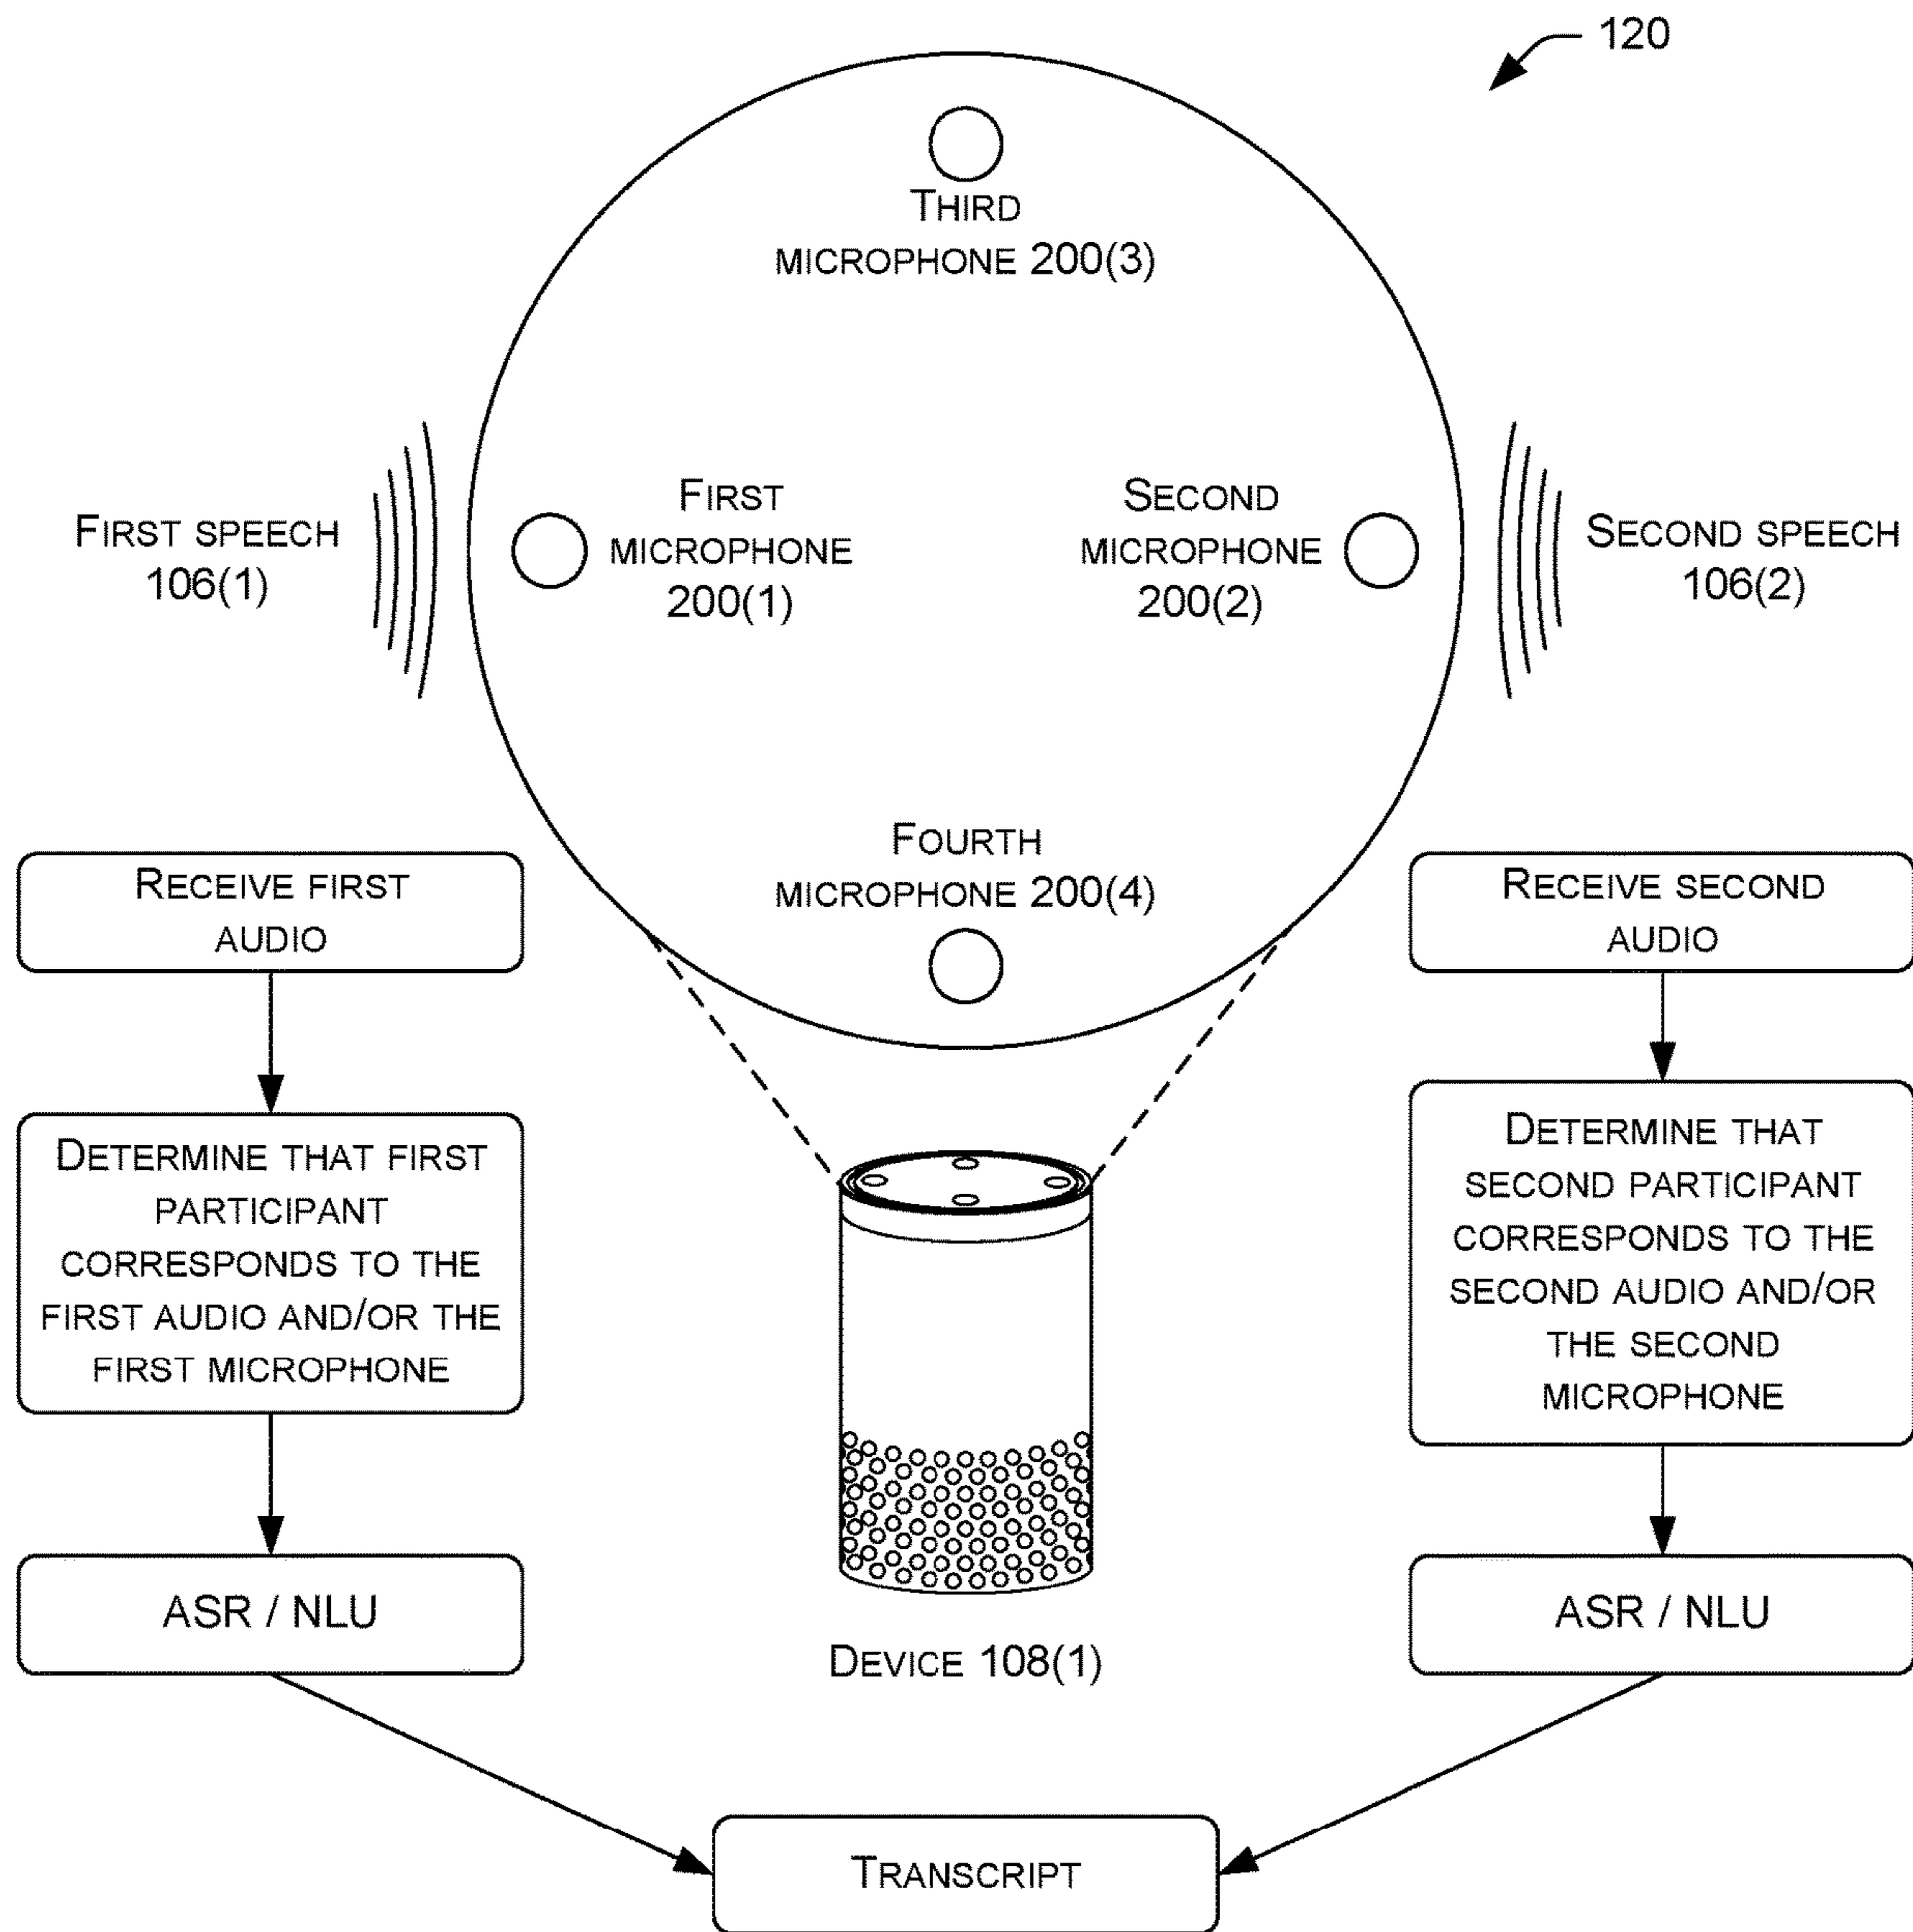 120
THIRD
MICROPHONE 200(3)
FIRST SPEECH
106(1)
FIRST
MICROPHONE
200(1)
SECOND
MICROPHONE
200(2)
SECOND SPEECH
106(2)
FOURTH
MICROPHONE 200(4)
RECEIVE FIRST
AUDIO
DETERMINE THAT FIRST
PARTICIPANT
CORRESPONDS TO THE
FIRST AUDIO AND/OR THE
FIRST MICROPHONE
ASR / NLU
RECEIVE SECOND
AUDIO
DETERMINE THAT
SECOND PARTICIPANT
CORRESPONDS TO THE
SECOND AUDIO AND/OR
THE SECOND
MICROPHONE
ASR / NLU
DEVICE 108(1)
TRANSCRIPT